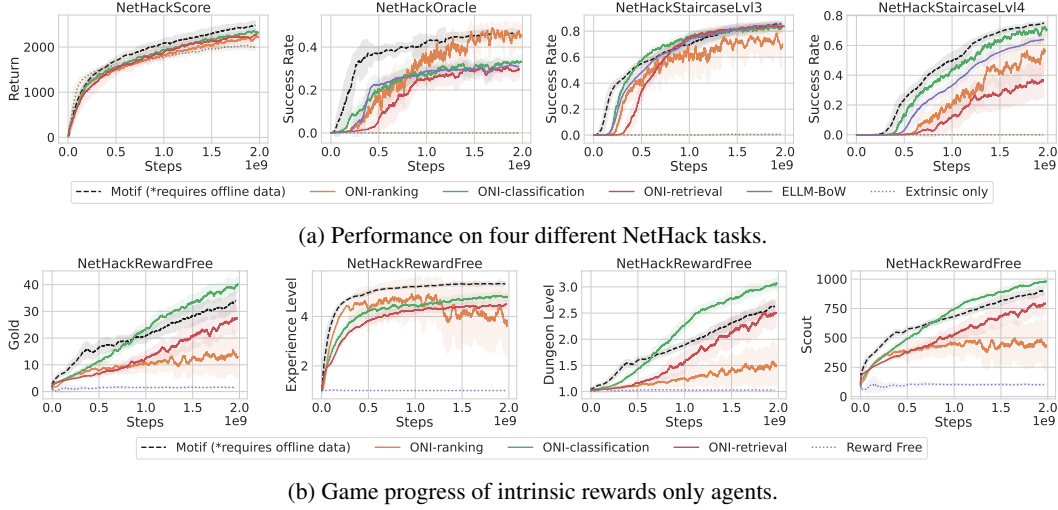 NetHackScore NetHackOracle NetHackStaircaseLvl3 NetHackStaircaseLvl4
Return
2000
1000
0
0.0 0.5 1.0 1.5 2.0
Steps 1e9
Success Rate
0.4
0.2
0.0
0.0 0.5 1.0 1.5 2.0
Steps 1e9
Success Rate
0.8
0.6
0.4
0.2
0.0
0.0 0.5 1.0 1.5 2.0
Steps 1e9
Success Rate
0.8
0.6
0.4
0.2
0.0
0.0 0.5 1.0 1.5 2.0
Steps 1e9
Motif (*requires offline data) ONI-ranking ONI-classification ONI-retrieval ELLM-BoW Extrinsic only
(a) Performance on four different NetHack tasks.
NetHackRewardFree NetHackRewardFree NetHackRewardFree NetHackRewardFree
Gold
40
30
20
10
0
0.0 0.5 1.0 1.5 2.0
Steps 1e9
Experience Level
4
2
0.0 0.5 1.0 1.5 2.0
Steps 1e9
Dungeon Level
3.0
2.5
2.0
1.5
1.0
0.0 0.5 1.0 1.5 2.0
Steps 1e9
Scout
1000
750
500
250
0
0.0 0.5 1.0 1.5 2.0
Steps 1e9
Motif (*requires offline data) ONI-ranking ONI-classification ONI-retrieval Reward Free
(b) Game progress of intrinsic rewards only agents.